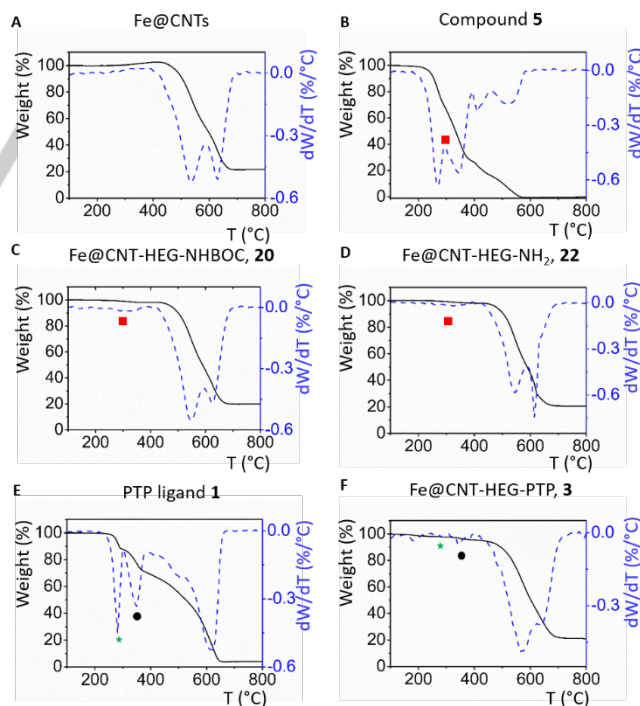 A Fe@CNTs
100
80
60
40
20
0
Weight (%)
0.0
-0.3
-0.6
dW/dT (%/°C)
200 400 600 800
T (°C)
B Compound 5
100
80
60
40
20
0
Weight (%)
0.0
-0.2
-0.4
-0.6
dW/dT (%/°C)
200 400 600 800
T (°C)
C Fe@CNT-HEG-NHBOC, 20
100
80
60
40
20
0
Weight (%)
0.0
-0.3
-0.6
dW/dT (%/°C)
200 400 600 800
T (°C)
D Fe@CNT-HEG-NH₂, 22
100
80
60
40
20
0
Weight (%)
0.0
-0.3
-0.6
dW/dT (%/°C)
200 400 600 800
T (°C)
E PTP ligand 1
100
80
60
40
20
0
Weight (%)
0.0
-0.3
-0.6
dW/dT (%/°C)
200 400 600 800
T (°C)
F Fe@CNT-HEG-PTP, 3
100
80
60
40
20
0
Weight (%)
0.0
-0.3
dW/dT (%/°C)
200 400 600 800
T (°C)